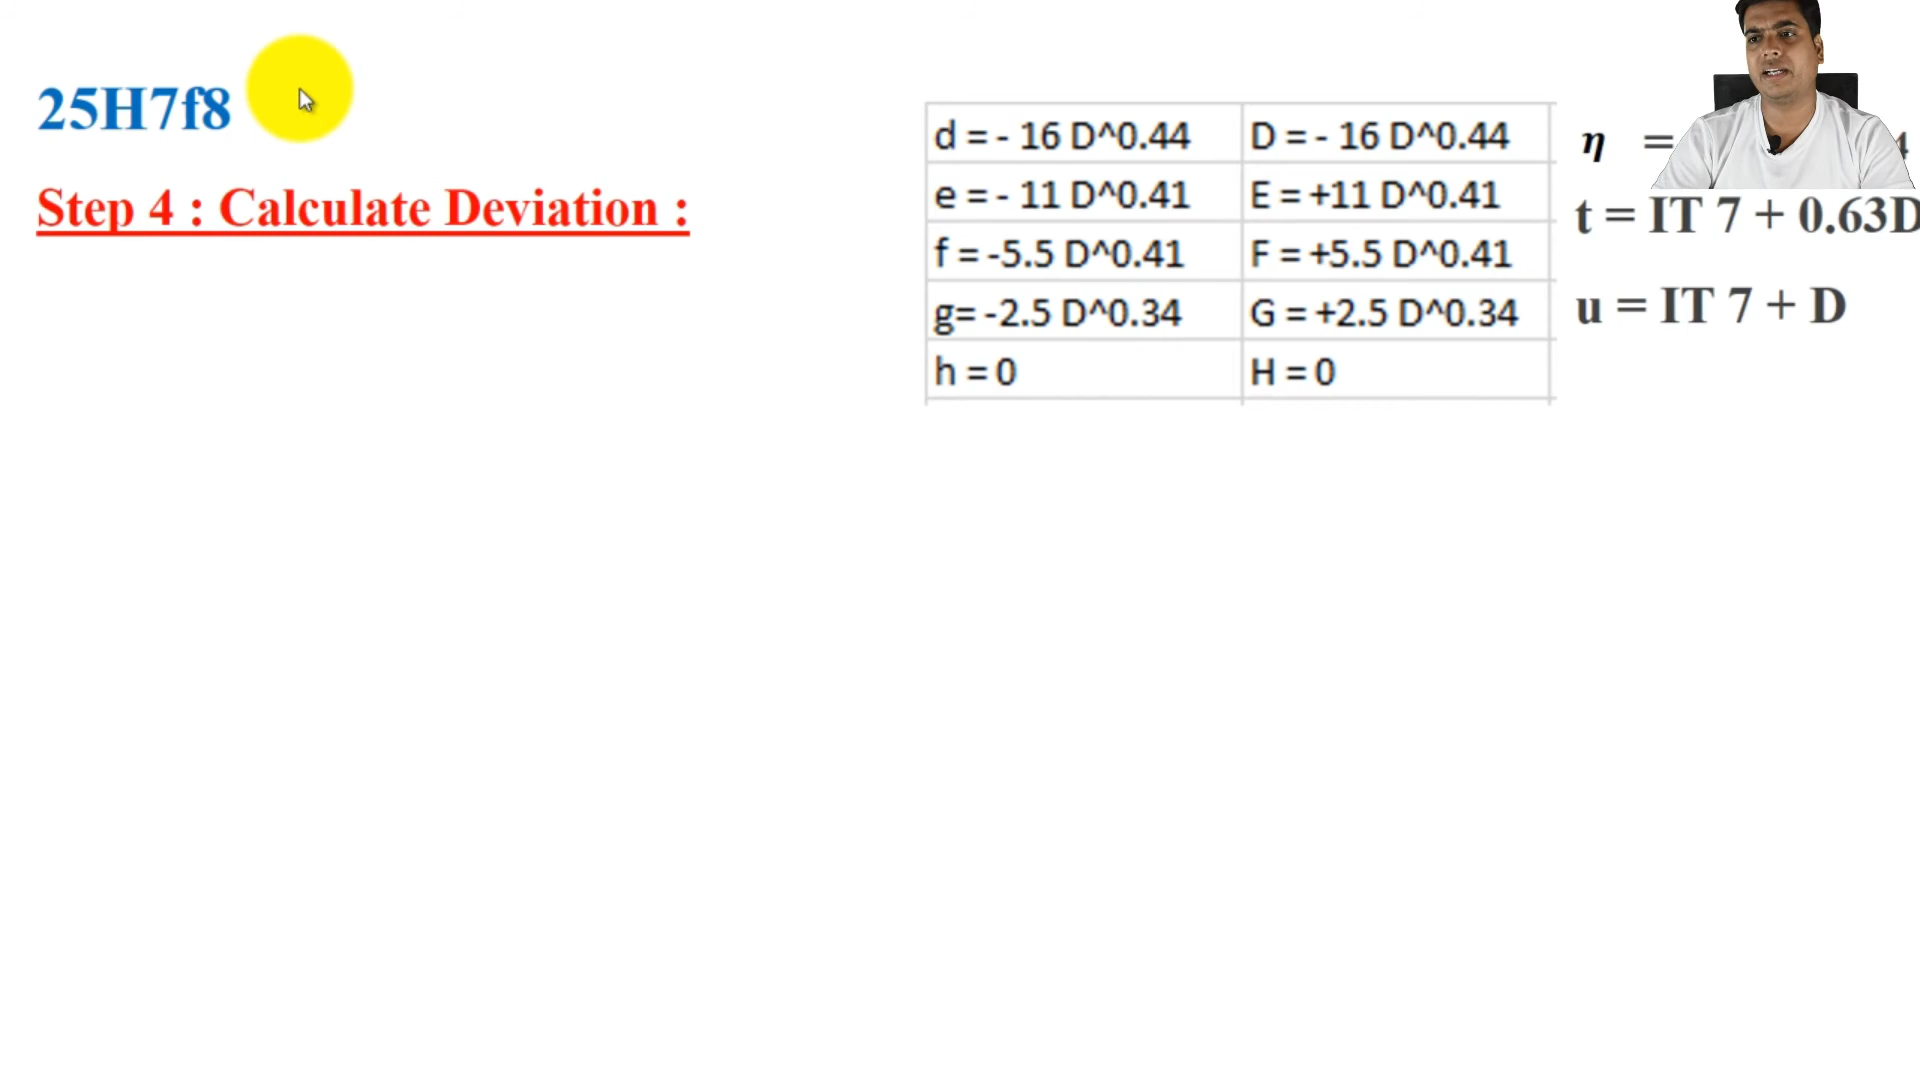 25H7f8
Step 4 : Calculate Deviation :
d = - 16 D^0.44 D = - 16 D^0.44
e = - 11 D^0.41 E = +11 D^0.41
f = -5.5 D^0.41 F = +5.5 D^0.41
g= -2.5 D^0.34 G = +2.5 D^0.34
h = 0 H = 0
η =
t = IT 7 + 0.63D
u = IT 7 + D